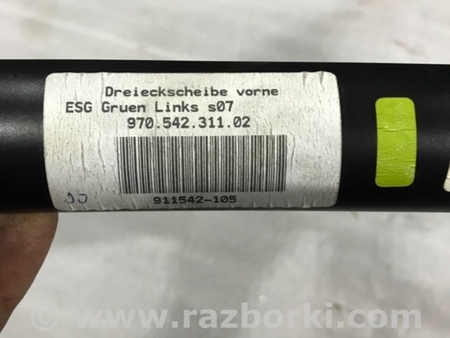 Dreieckscheibe vorne
ESG Gruen Links s07
970.542.311.02
911542-105
www.razborki.com